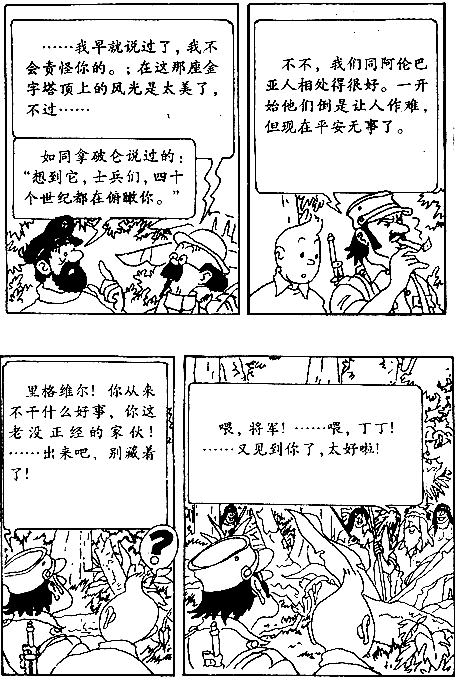 ……我早就说过了，我不
会责怪你的。；在这那座金
字塔顶上的风光是太美了，
不过……
如同拿破仑说过的：
“想到它，士兵们，四十
个世纪都在俯瞰你。”
不不，我们同阿伦巴
亚人相处得很好。一开
始他们倒是让人作难，
但现在平安无事了。
里格维尔！你从来
不干什么好事，你这
老没正经的家伙！
……出来吧，别藏着
了！
?
喂，将军！……喂，丁丁！
……又见到你了，太好啦！